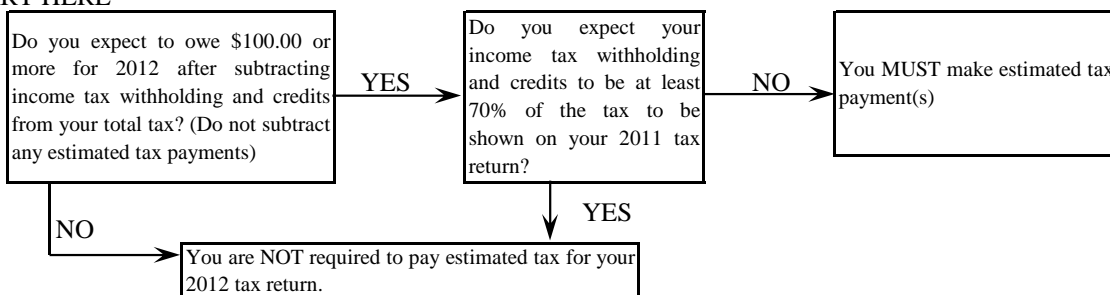 RT HERE
Do you expect to owe $100.00 or
more for 2012 after subtracting
income tax withholding and credits
from your total tax? (Do not subtract
any estimated tax payments)
YES
Do you expect your
income tax withholding
and credits to be at least
70% of the tax to be
shown on your 2011 tax
return?
NO
You MUST make estimated tax
payment(s)
NO
YES
You are NOT required to pay estimated tax for your
2012 tax return.